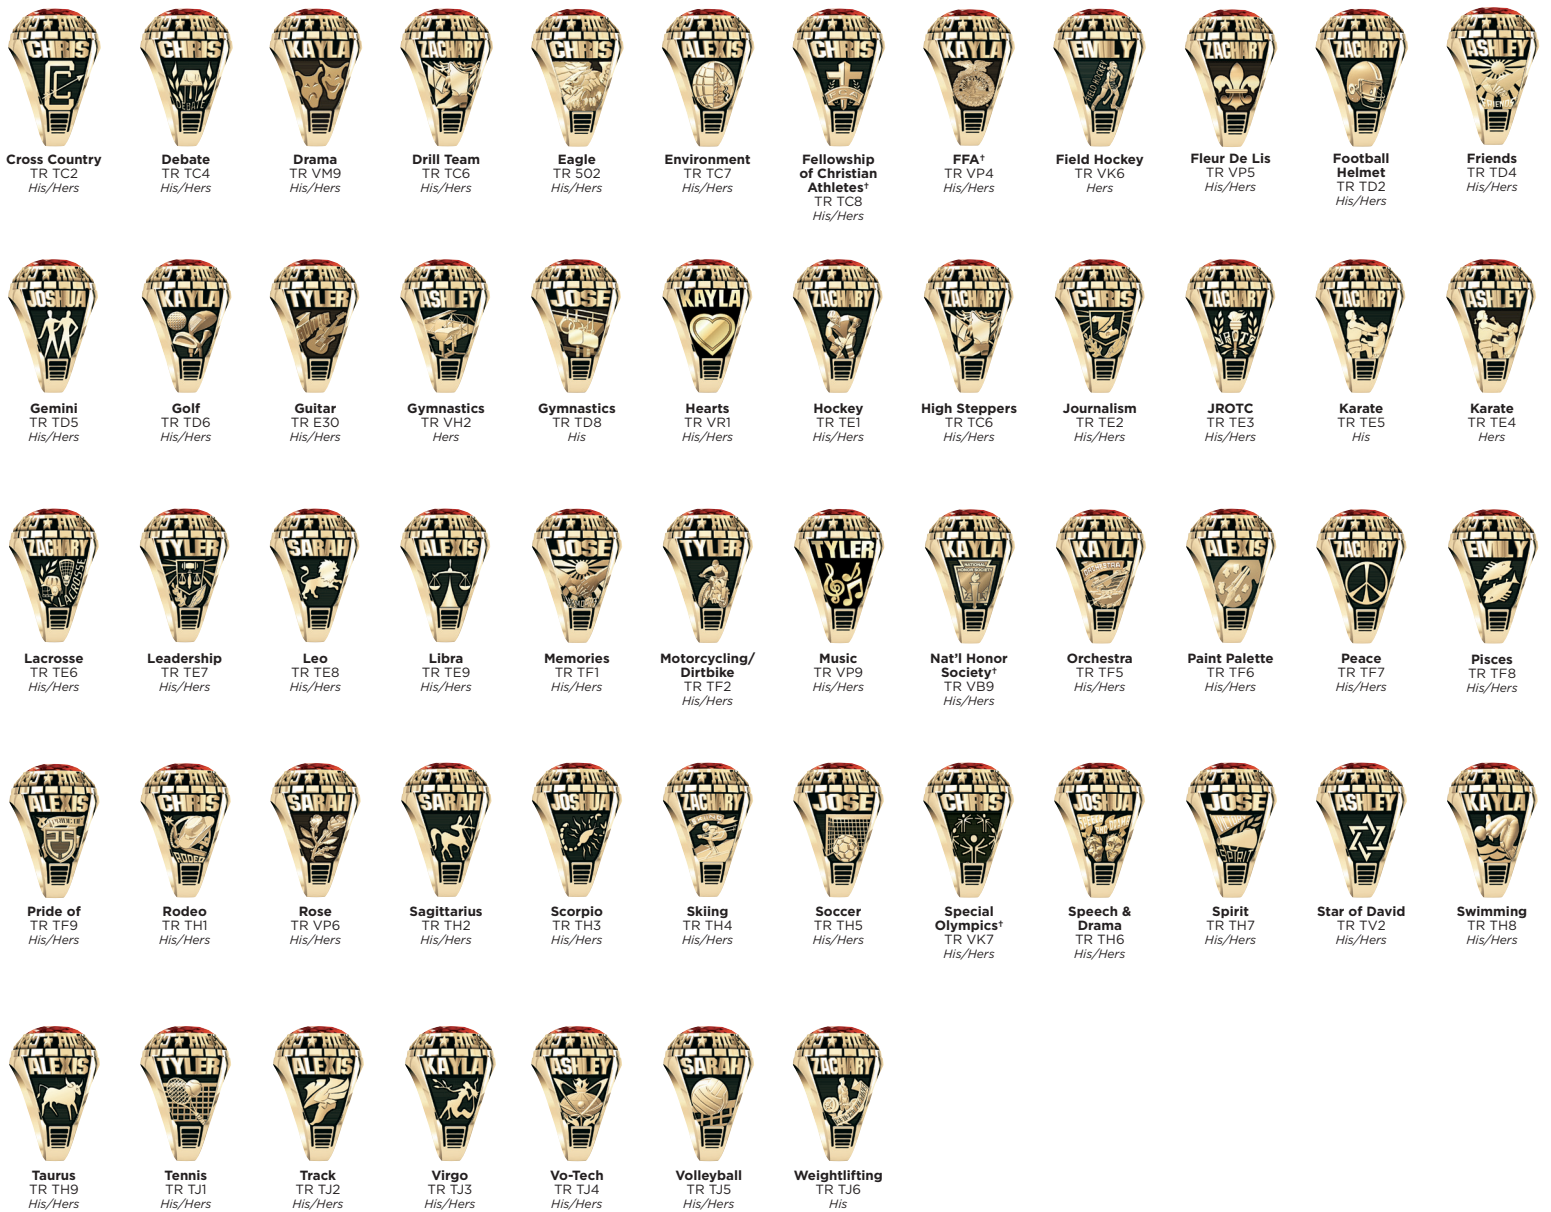 CHRIS CHRIS KAYLA ZACHARY CHRIS ALEXIS CHRIS KAYLA EMILY ZACHARY ZACHARY ASHLEY
C DEBATE FCA FIELD HOCKEY FRIENDS
Cross Country Debate Drama Drill Team Eagle Environment Fellowship FFA† Field Hockey Fleur De Lis Football Friends
TR TC2 TR TC4 TR VM9 TR TC6 TR 502 TR TC7 of Christian TR VP4 TR VK6 TR VP5 Helmet TR TD4
His/Hers His/Hers His/Hers His/Hers His/Hers His/Hers Athletes† His/Hers Hers His/Hers TR TD2 His/Hers
TR TC8 His/Hers
His/Hers
JOSHUA KAYLA TYLER ASHLEY JOSE KAYLA ZACHARY ZACHARY CHRIS ZACHARY ZACHARY ASHLEY
JROTC
Gemini Golf Guitar Gymnastics Gymnastics Hearts Hockey High Steppers Journalism JROTC Karate Karate
TR TD5 TR TD6 TR E30 TR VH2 TR TD8 TR VR1 TR TE1 TR TC6 TR TE2 TR TE3 TR TE5 TR TE4
His/Hers His/Hers His/Hers Hers His His/Hers His/Hers His/Hers His/Hers His/Hers His Hers
ZACHARY TYLER SARAH ALEXIS JOSE TYLER TYLER KAYLA KAYLA ALEXIS ZACHARY EMILY
LACROSSE NATIONAL HONOR SOCIETY ORCHESTRA
Lacrosse Leadership Leo Libra Memories Motorcycling/ Music Nat’l Honor Orchestra Paint Palette Peace Pisces
TR TE6 TR TE7 TR TE8 TR TE9 TR TF1 Dirtbike TR VP9 Society† TR TF5 TR TF6 TR TF7 TR TF8
His/Hers His/Hers His/Hers His/Hers His/Hers TR TF2 His/Hers TR VB9 His/Hers His/Hers His/Hers His/Hers
His/Hers His/Hers
ALEXIS CHRIS SARAH SARAH JOSHUA ZACHARY JOSE CHRIS JOSHUA JOSE ASHLEY KAYLA
PRIDE OF RODEO SPIRIT
Pride of Rodeo Rose Sagittarius Scorpio Skiing Soccer Special Speech & Spirit Star of David Swimming
TR TF9 TR TH1 TR VP6 TR TH2 TR TH3 TR TH4 TR TH5 Olympics† Drama TR TH7 TR TV2 TR TH8
His/Hers His/Hers His/Hers His/Hers His/Hers His/Hers His/Hers TR VK7 TR TH6 His/Hers His/Hers His/Hers
His/Hers His/Hers
ALEXIS TYLER ALEXIS KAYLA ASHLEY SARAH ZACHARY
Taurus Tennis Track Virgo Vo-Tech Volleyball Weightlifting
TR TH9 TR TJ1 TR TJ2 TR TJ3 TR TJ4 TR TJ5 TR TJ6
His/Hers His/Hers His/Hers His/Hers His/Hers His/Hers His